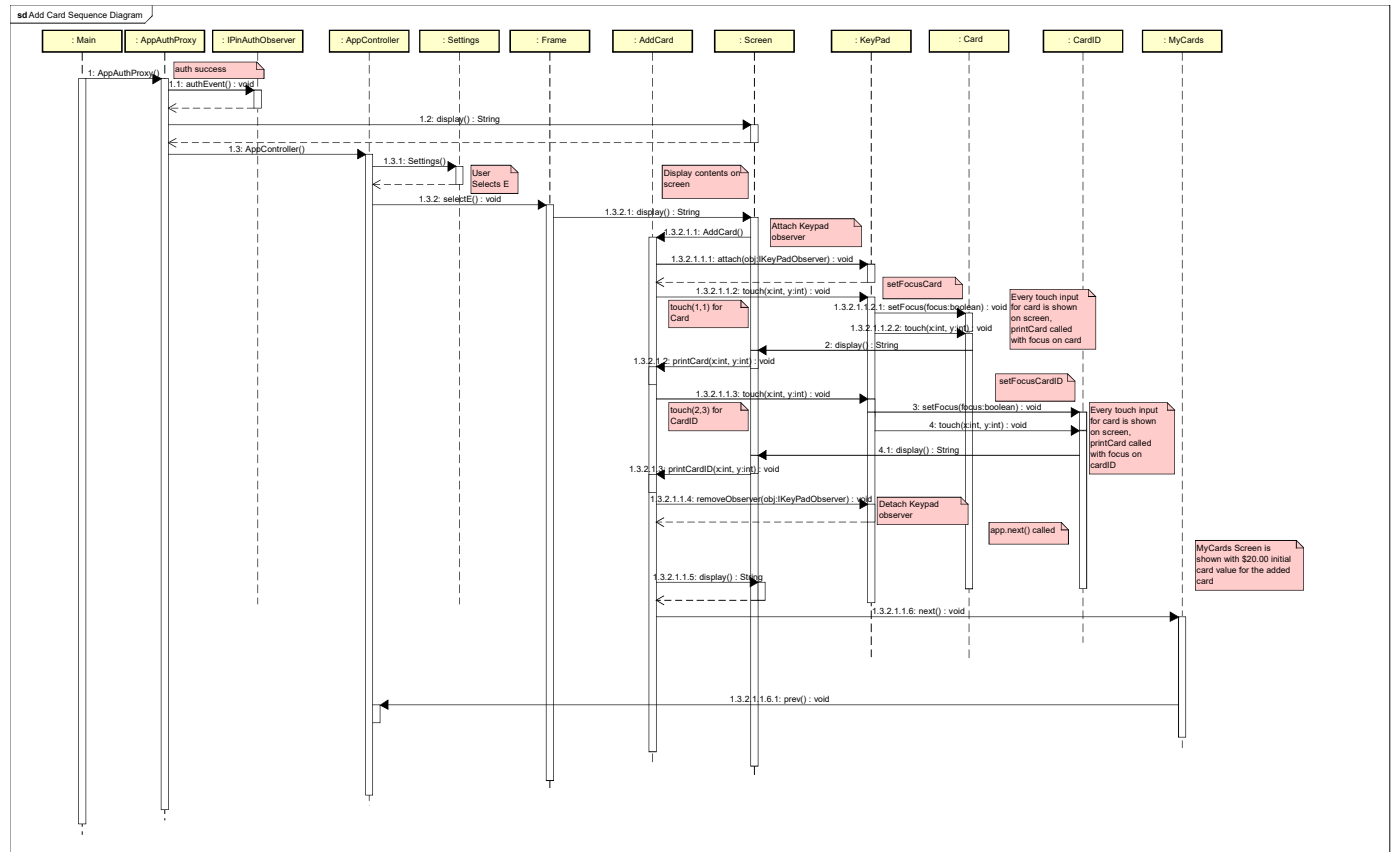 sd Add Card Sequence Diagram
: Main
: AppAuthProxy
: IPinAuthObserver
: AppController
: Settings
: Frame
: AddCard
: Screen
: KeyPad
: Card
: CardID
: MyCards
auth success
1: AppAuthProxy()
1.1: authEvent() : void
1.2: display() : String
1.3: AppController()
1.3.1: Settings()
User
Selects E
Display contents on
screen
1.3.2: selectE() : void
1.3.2.1: display() : String
Attach Keypad
observer
1.3.2.1.1: AddCard()
1.3.2.1.1.1: attach(obj:IKeyPadObserver) : void
setFocusCard
1.3.2.1.1.2: touch(x:int, y:int) : void
touch(1,1) for
Card
1.3.2.1.1.2.1: setFocus(focus:boolean) : void
Every touch input
for card is shown
on screen,
printCard called
with focus on card
1.3.2.1.1.2.2: touch(x:int, y:int) : void
2: display() : String
1.3.2.1.2: printCard(x:int, y:int) : void
setFocusCardID
1.3.2.1.1.3: touch(x:int, y:int) : void
touch(2,3) for
CardID
3: setFocus(focus:boolean) : void
Every touch input
for card is shown
on screen,
printCard called
with focus on
cardID
4: touch(x:int, y:int) : void
4.1: display() : String
1.3.2.1.3: printCardID(x:int, y:int) : void
1.3.2.1.1.4: removeObserver(obj:IKeyPadObserver) : void
Detach Keypad
observer
app.next() called
MyCards Screen is
shown with $20.00 initial
card value for the added
card
1.3.2.1.1.5: display() : String
1.3.2.1.1.6: next() : void
1.3.2.1.1.6.1: prev() : void